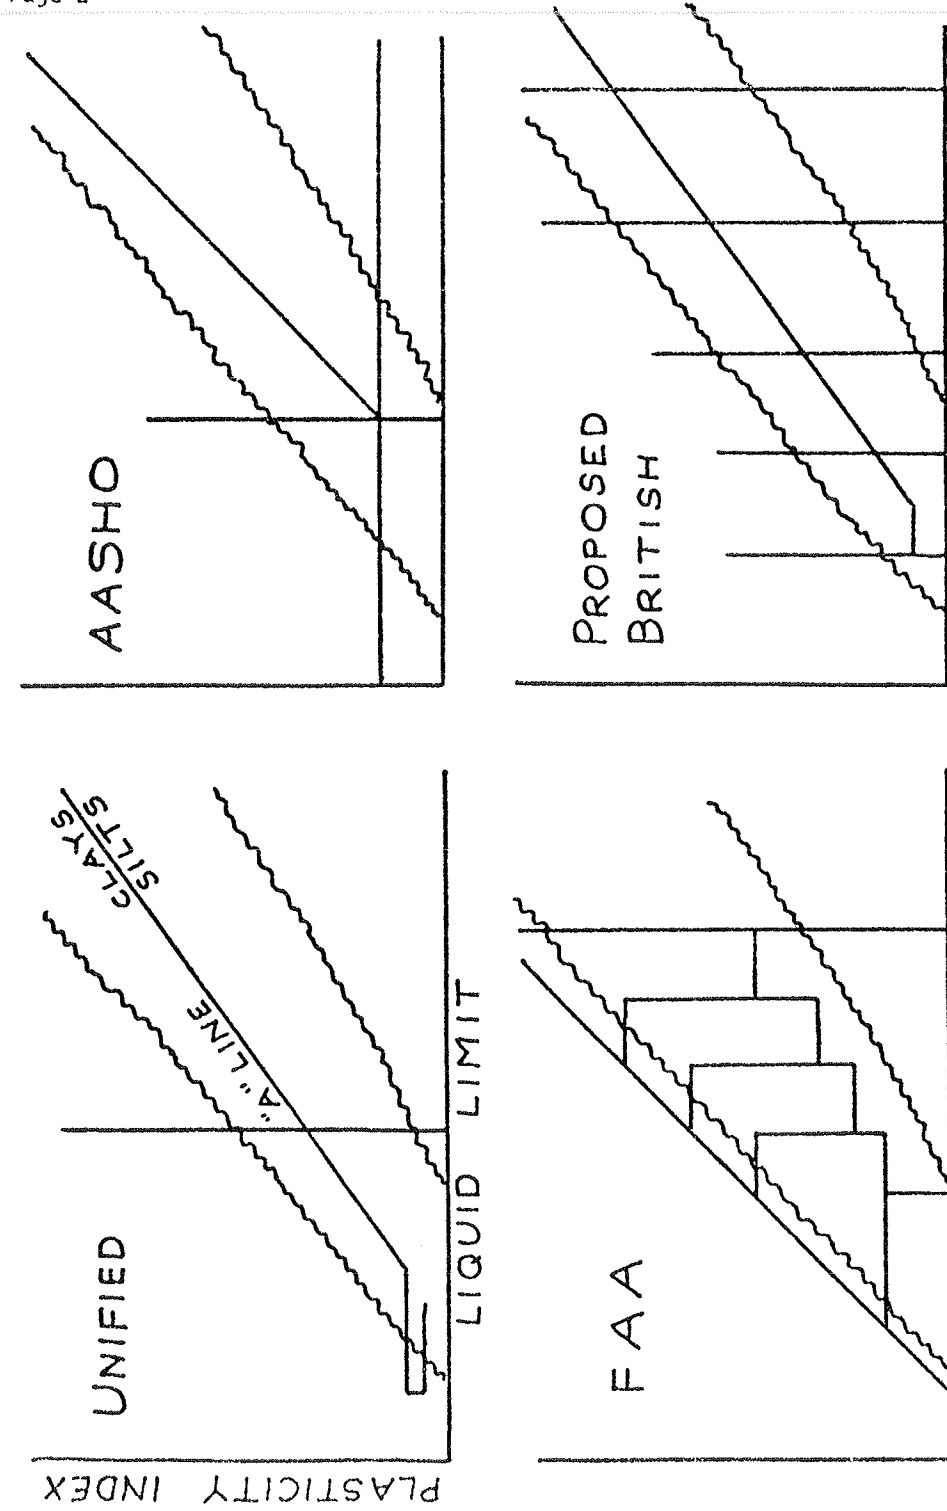 UNIFIED
CLAYS
SILTS
"A" LINE
PLASTICITY INDEX
LIQUID LIMIT
AASHO
FAA
PROPOSED
BRITISH